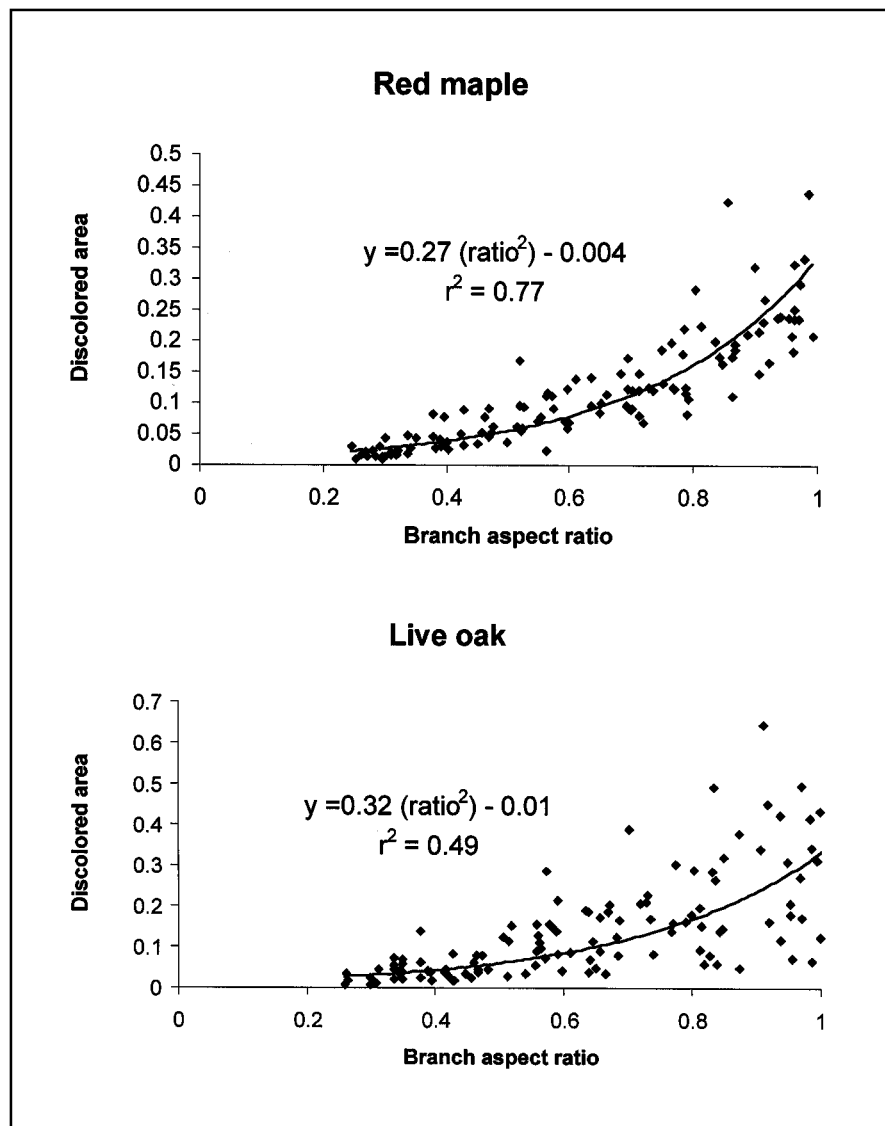 Red maple
0.5
0.45
0.4
0.35
0.3
0.25
0.2
0.15
0.1
0.05
0
Discolored area
y =0.27 (ratio²) - 0.004
r² = 0.77
0 0.2 0.4 0.6 0.8 1
Branch aspect ratio
Live oak
0.7
0.6
0.5
0.4
0.3
0.2
0.1
0
Discolored area
y =0.32 (ratio²) - 0.01
r² = 0.49
0 0.2 0.4 0.6 0.8 1
Branch aspect ratio